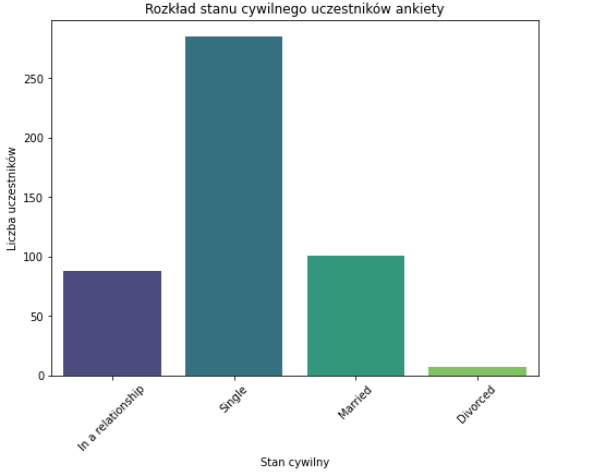 Rozkład stanu cywilnego uczestników ankiety
Liczba uczestników
250
200
150
100
50
0
In a relationship
Single
Married
Divorced
Stan cywilny